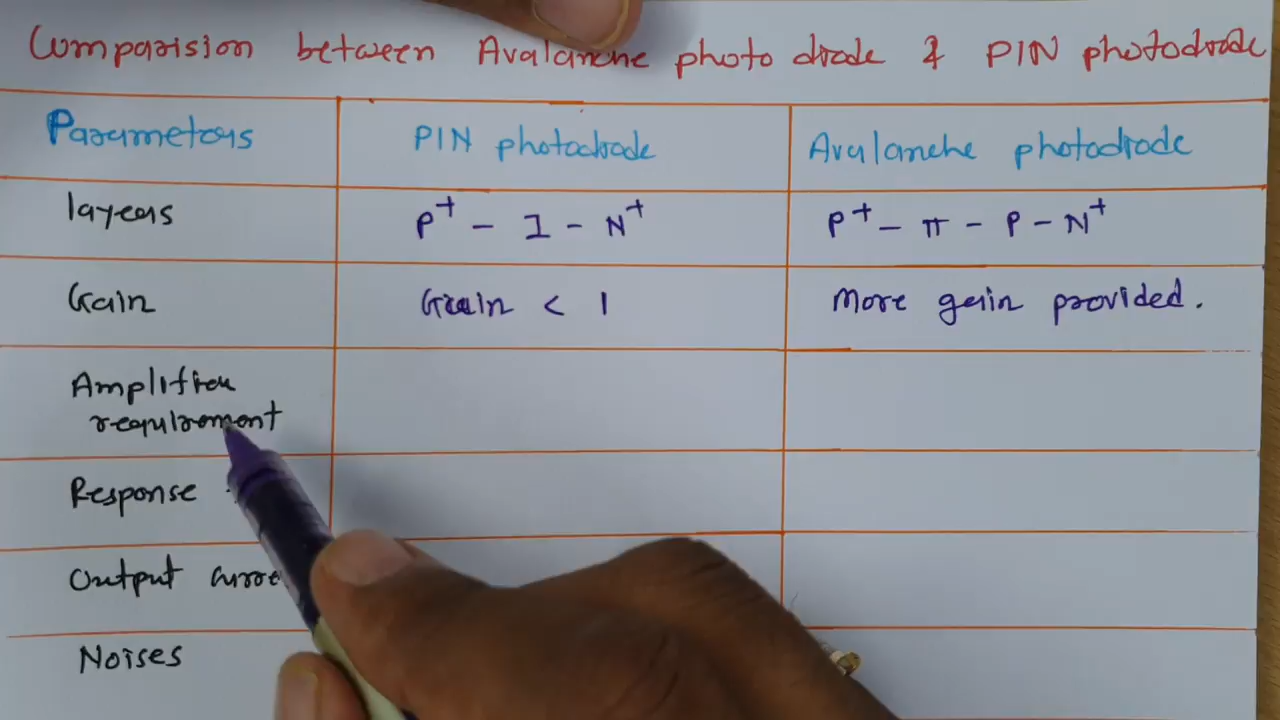 Comparision between Avalanche photo diode & PIN photodiode
Parameters PIN photodiode Avalanche photodiode
layers P+ - I - N+ P+ - π - P - N+
Gain Gain < 1 More gain provided.
Amplifier
requirement
Response
Output
Noises